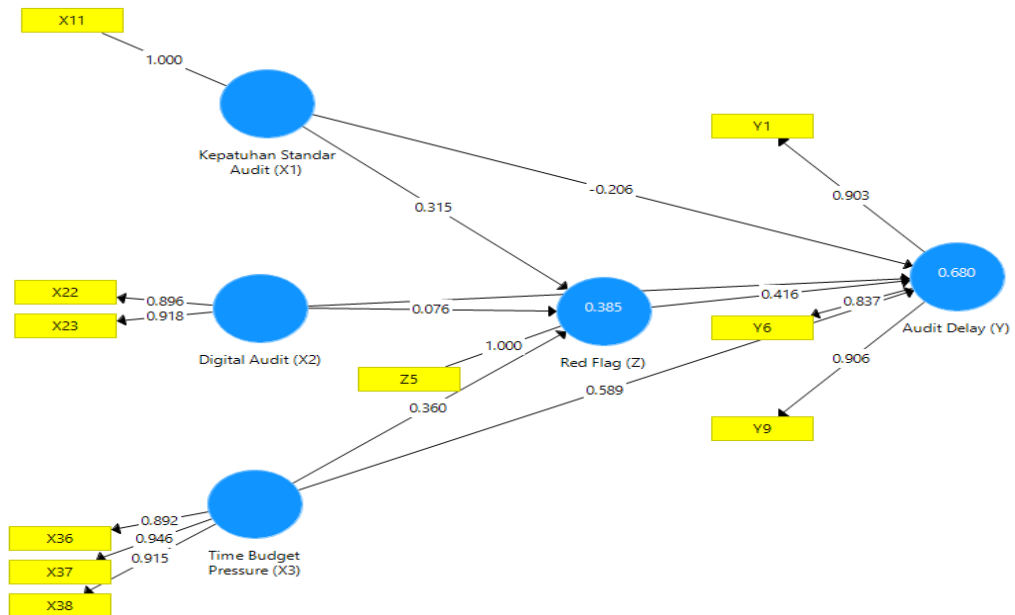 X11
1.000
Kepatuhan Standar
Audit (X1)
Y1
-0.206
0.903
0.315
X22
0.896
X23
0.918
Digital Audit (X2)
0.076
0.385
Red Flag (Z)
0.416
0.680
Audit Delay (Y)
Y6
0.837
1.000
Z5
0.360
0.589
0.906
Y9
X36
0.892
X37
0.946
X38
0.915
Time Budget
Pressure (X3)